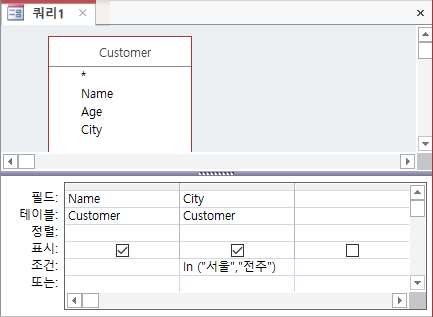 쿼리1
Customer
*
Name
Age
City
필드: Name City
테이블: Customer Customer
정렬:
표시:
조건: In ("서울","전주")
또는: